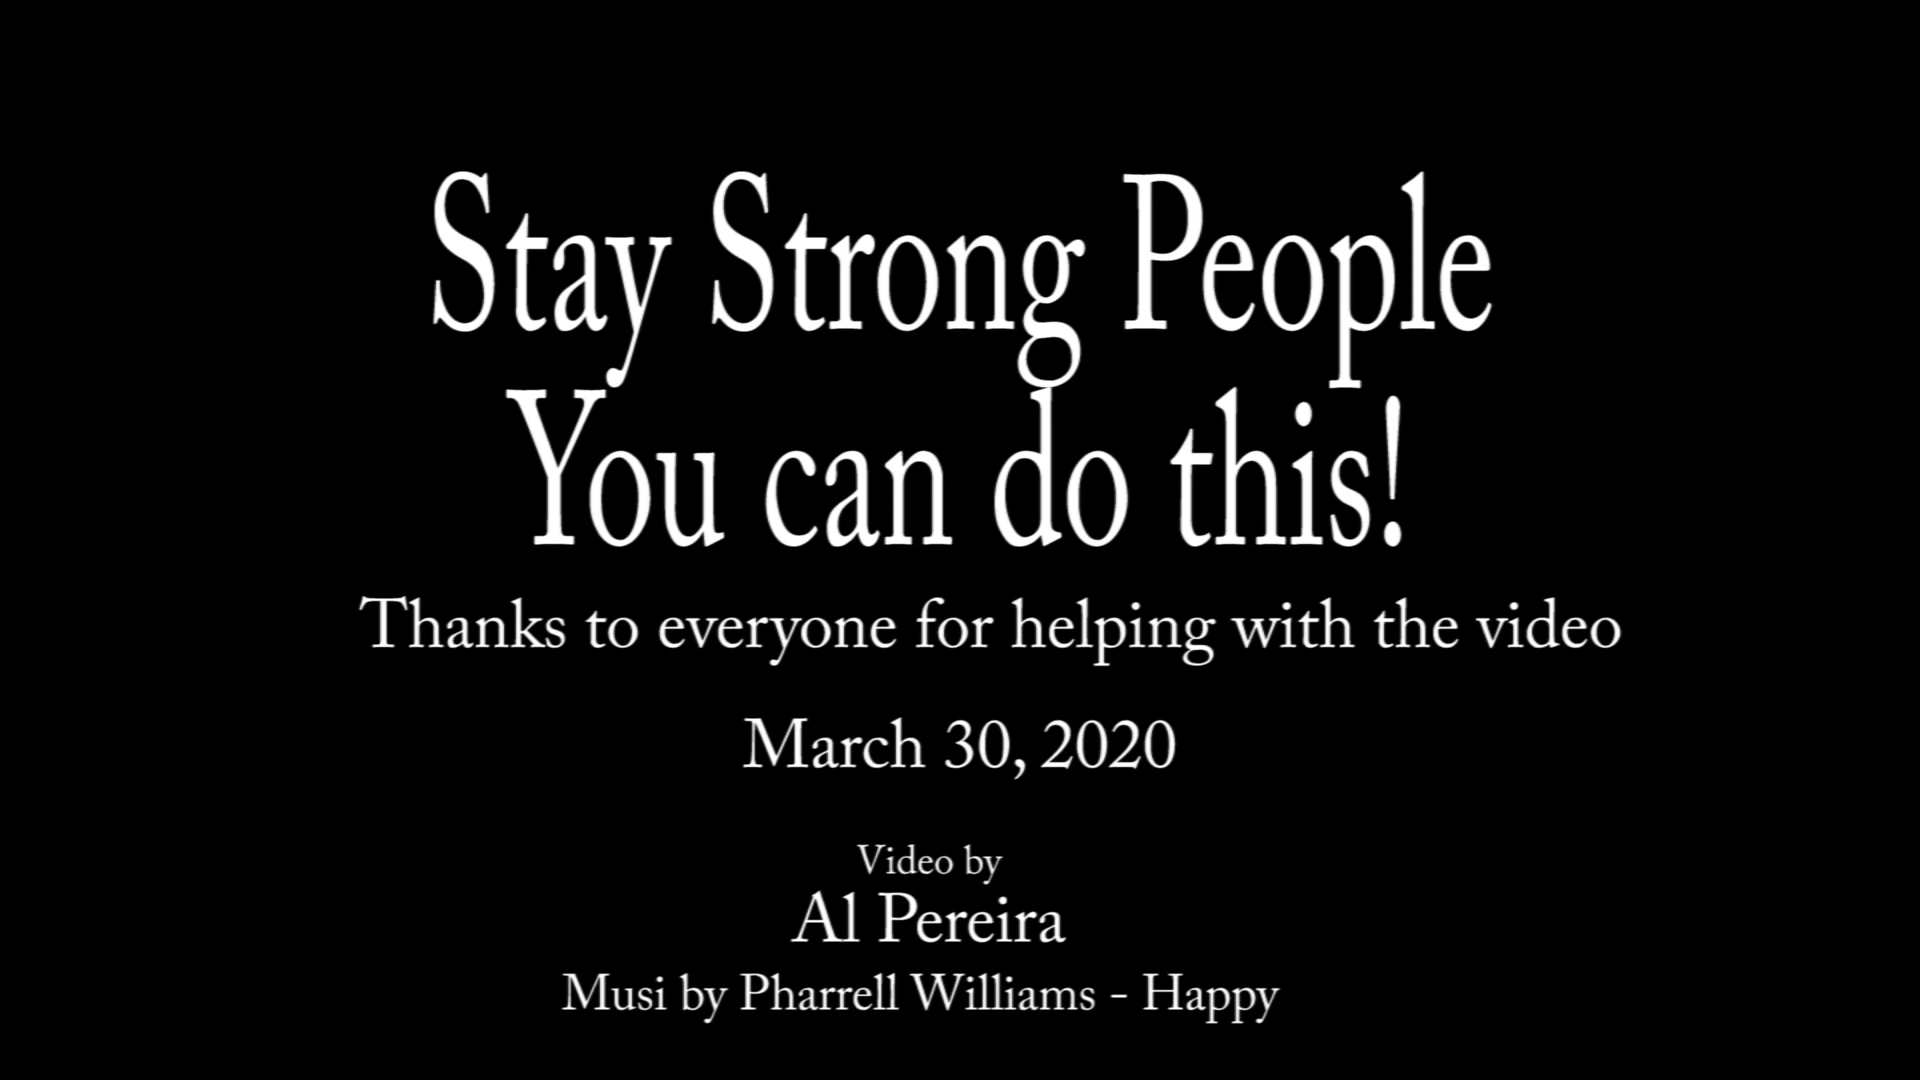 Stay Strong People
You can do this!
Thanks to everyone for helping with the video
March 30, 2020
Video by
Al Pereira
Musi by Pharrell Williams - Happy